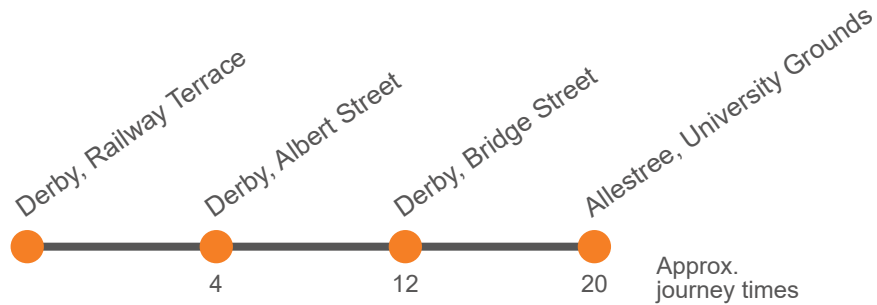 Derby, Railway Terrace
Derby, Albert Street
Derby, Bridge Street
Allestree, University Grounds
4
12
20
Approx.
journey times